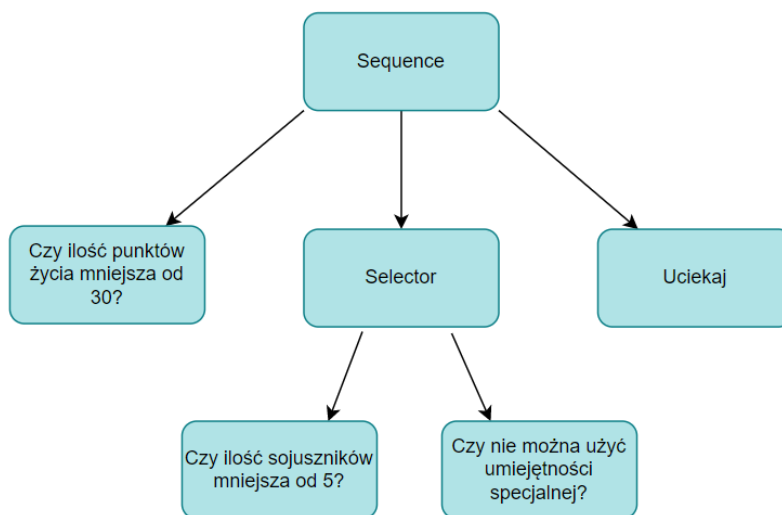 Sequence
Czy ilość punktów
życia mniejsza od
30?
Selector
Uciekaj
Czy ilość sojuszników
mniejsza od 5?
Czy nie można użyć
umiejętności
specjalnej?